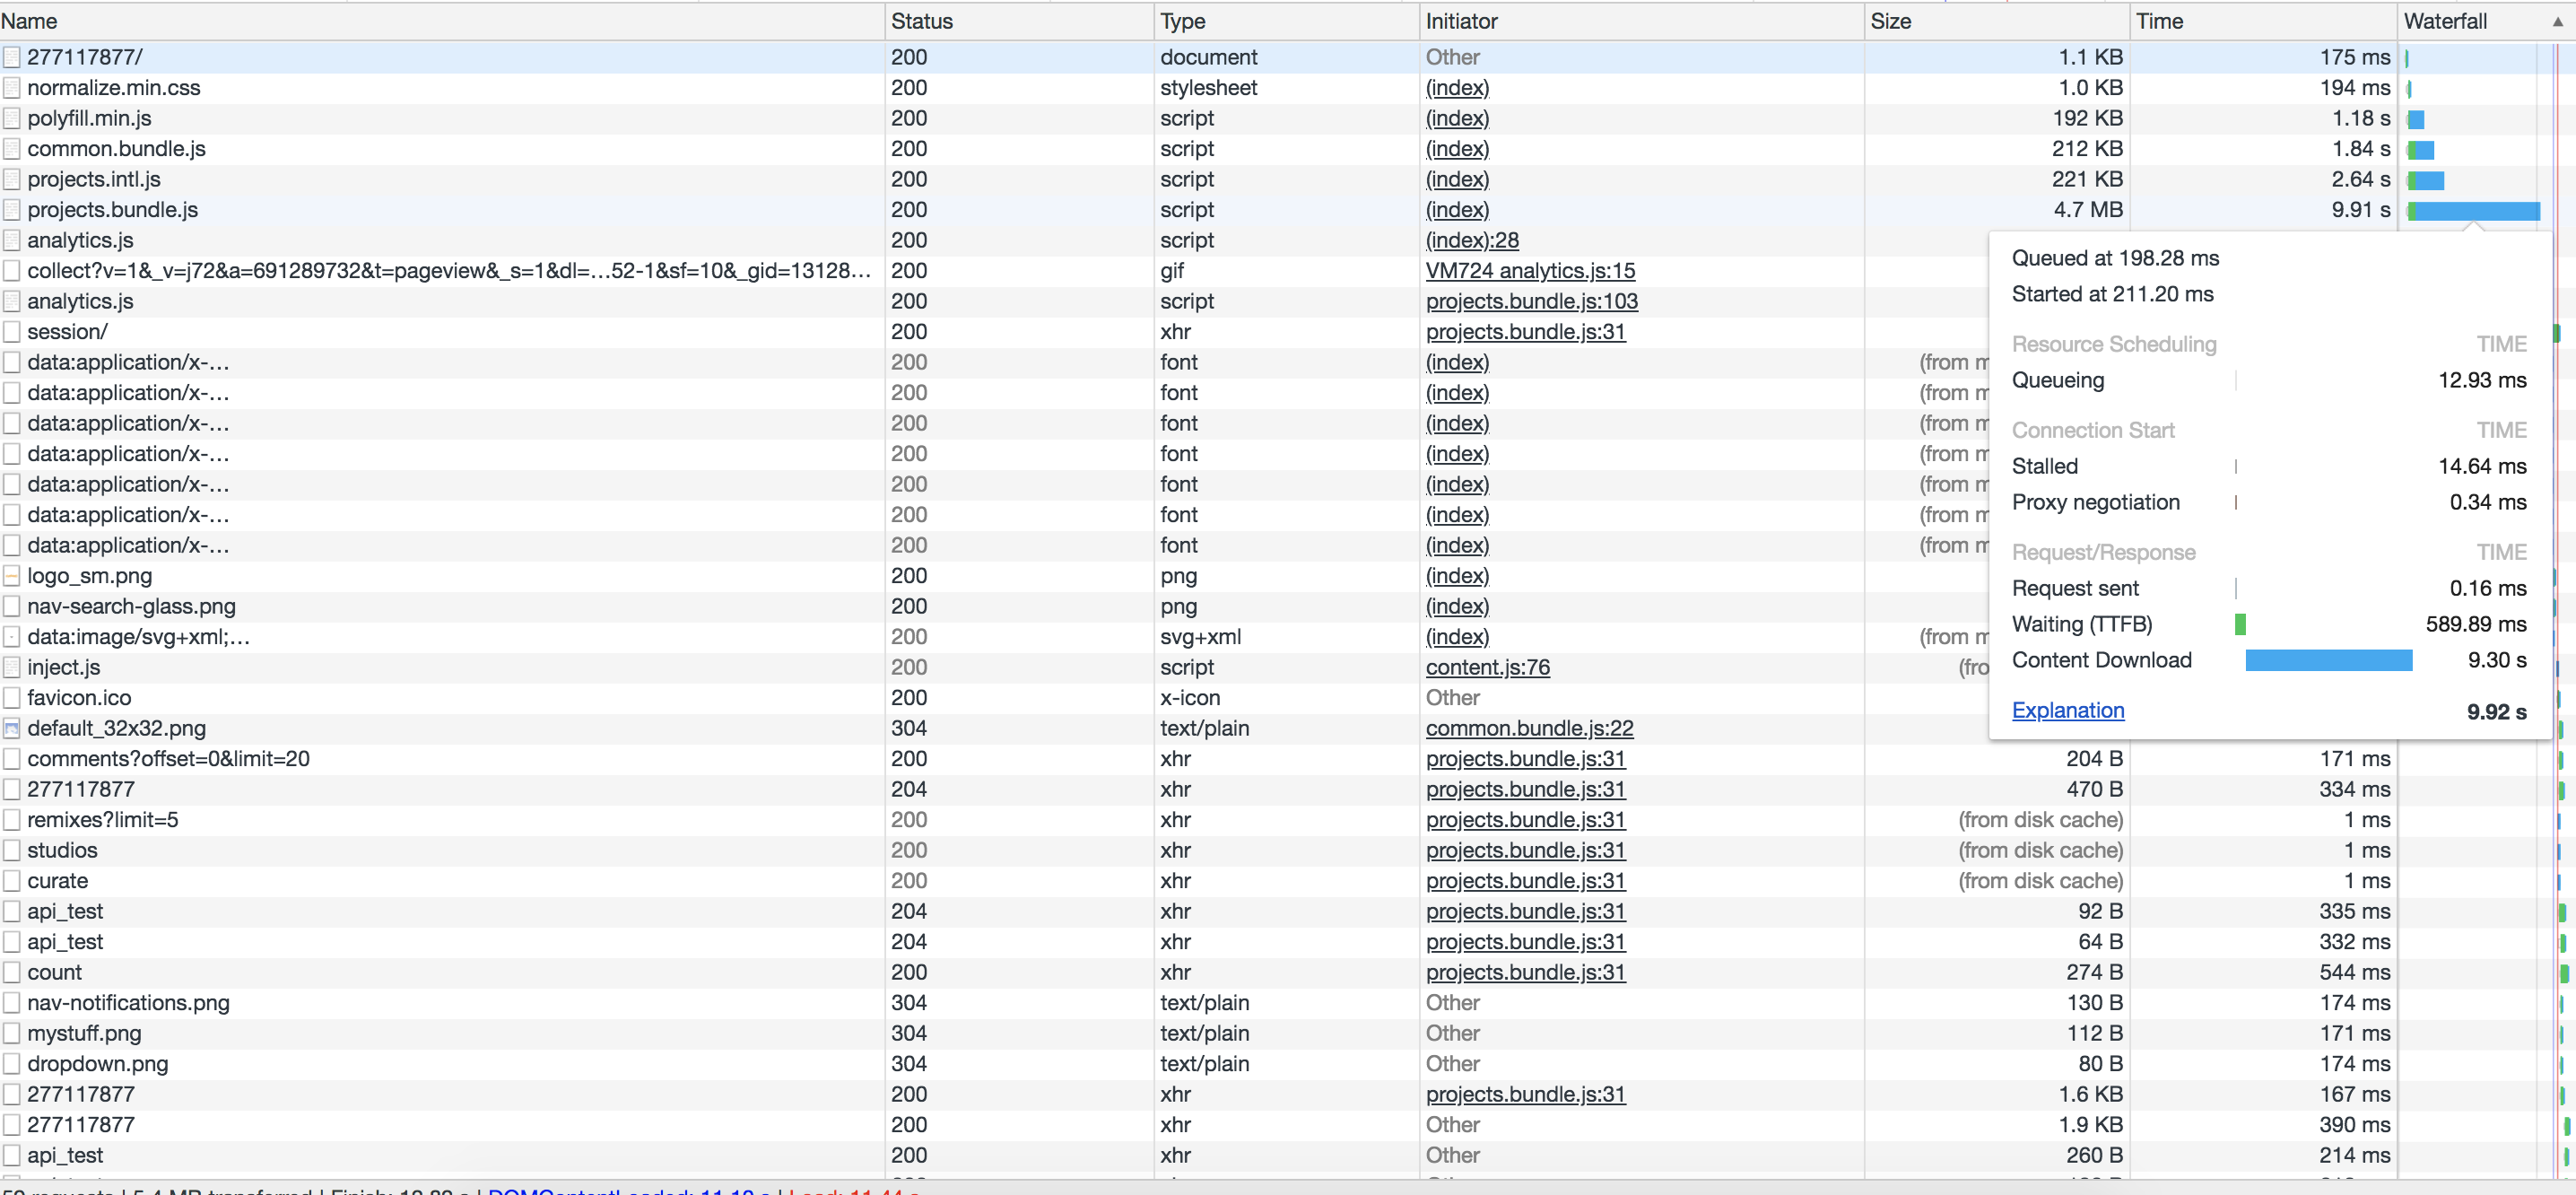 Name Status Type Initiator Size Time Waterfall ▲
277117877/ 200 document Other 1.1 KB 175 ms
normalize.min.css 200 stylesheet (index) 1.0 KB 194 ms
polyfill.min.js 200 script (index) 192 KB 1.18 s
common.bundle.js 200 script (index) 212 KB 1.84 s
projects.intl.js 200 script (index) 221 KB 2.64 s
projects.bundle.js 200 script (index) 4.7 MB 9.91 s
analytics.js 200 script (index):28
collect?v=1&_v=j72&a=691289732&t=pageview&_s=1&dl=…52-1&sf=10&_gid=13128… 200 gif VM724 analytics.js:15
analytics.js 200 script projects.bundle.js:103
session/ 200 xhr projects.bundle.js:31
data:application/x-… 200 font (index) (from m
data:application/x-… 200 font (index) (from m
data:application/x-… 200 font (index) (from m
data:application/x-… 200 font (index) (from m
data:application/x-… 200 font (index) (from m
data:application/x-… 200 font (index) (from m
data:application/x-… 200 font (index) (from m
logo_sm.png 200 png (index)
nav-search-glass.png 200 png (index)
data:image/svg+xml;… 200 svg+xml (index) (from m
inject.js 200 script content.js:76 (fro
favicon.ico 200 x-icon Other
default_32x32.png 304 text/plain common.bundle.js:22
comments?offset=0&limit=20 200 xhr projects.bundle.js:31 204 B 171 ms
277117877 204 xhr projects.bundle.js:31 470 B 334 ms
remixes?limit=5 200 xhr projects.bundle.js:31 (from disk cache) 1 ms
studios 200 xhr projects.bundle.js:31 (from disk cache) 1 ms
curate 200 xhr projects.bundle.js:31 (from disk cache) 1 ms
api_test 204 xhr projects.bundle.js:31 92 B 335 ms
api_test 204 xhr projects.bundle.js:31 64 B 332 ms
count 200 xhr projects.bundle.js:31 274 B 544 ms
nav-notifications.png 304 text/plain Other 130 B 174 ms
mystuff.png 304 text/plain Other 112 B 171 ms
dropdown.png 304 text/plain Other 80 B 174 ms
277117877 200 xhr projects.bundle.js:31 1.6 KB 167 ms
277117877 200 xhr Other 1.9 KB 390 ms
api_test 200 xhr Other 260 B 214 ms
Queued at 198.28 ms
Started at 211.20 ms
Resource Scheduling TIME
Queueing 12.93 ms
Connection Start TIME
Stalled 14.64 ms
Proxy negotiation 0.34 ms
Request/Response TIME
Request sent 0.16 ms
Waiting (TTFB) 589.89 ms
Content Download 9.30 s
Explanation 9.92 s
requests | 5.4 MB transferred | Finish: | DOMContentLoaded: | Load: 11.44 s